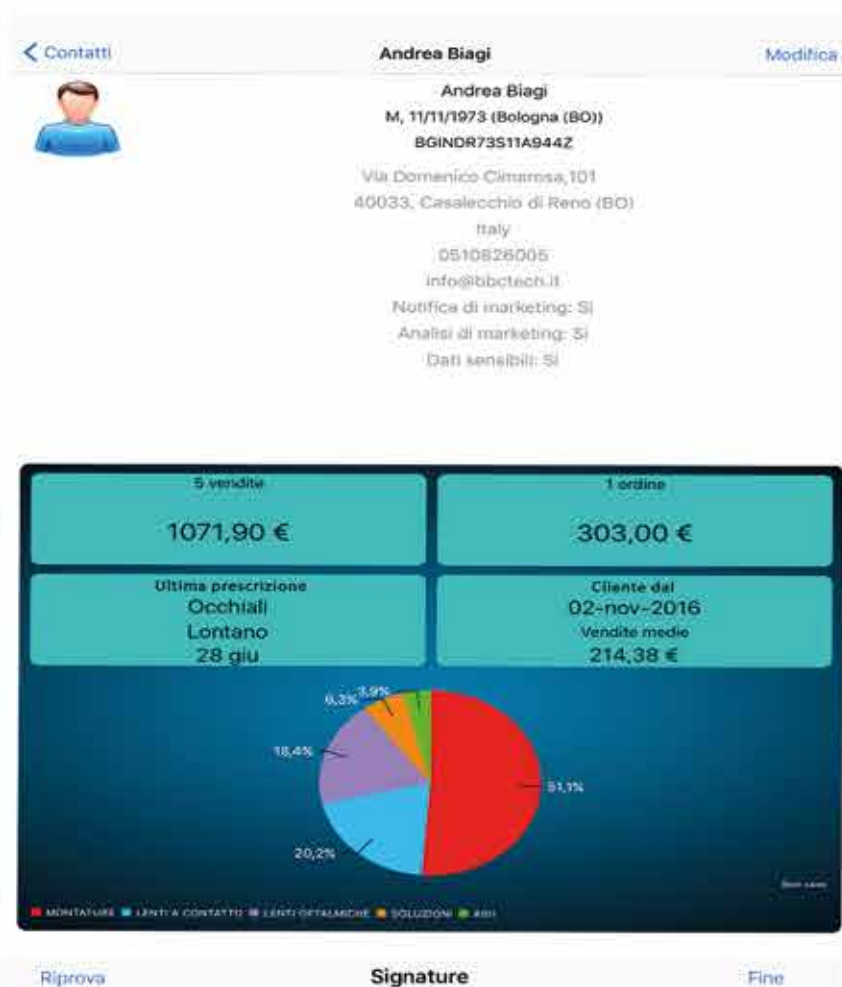 Contatti
Andrea Biagi
Modifica
Andrea Biagi
M, 11/11/1973 (Bologna (BO))
BGINDR73S11A944Z
Via Domenico Cimarosa,101
40033, Casalecchio di Reno (BO)
Italy
0510826005
info@bbctech.it
Notifica di marketing: Si
Analisi di marketing: Si
Dati sensibili: Si
5 vendite
1071,90 €
1 ordine
303,00 €
Ultima prescrizione
Occhiali
Lontano
28 giu
Cliente dal
02-nov-2016
Vendite medie
214,38 €
6,3%
3,9%
18,4%
51,1%
20,2%
MONTATURE LENTI A CONTATTO LENTI OFTALMICHE SOLUZIONI
Riprova
Signature
Fine